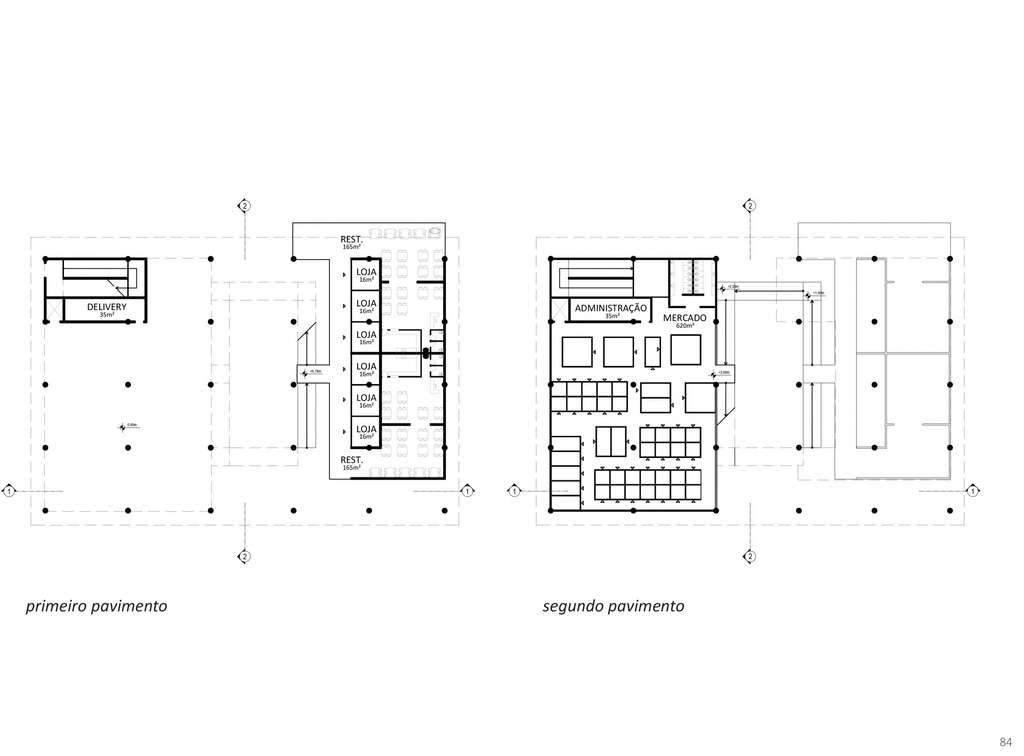 2
REST.
165m²
LOJA
16m²
LOJA
16m²
LOJA
16m²
LOJA
16m²
LOJA
16m²
LOJA
16m²
REST.
165m²
DELIVERY
35m²
1
1
2
primeiro pavimento
2
ADMINISTRAÇÃO
35m²
MERCADO
620m²
1
1
2
segundo pavimento
84